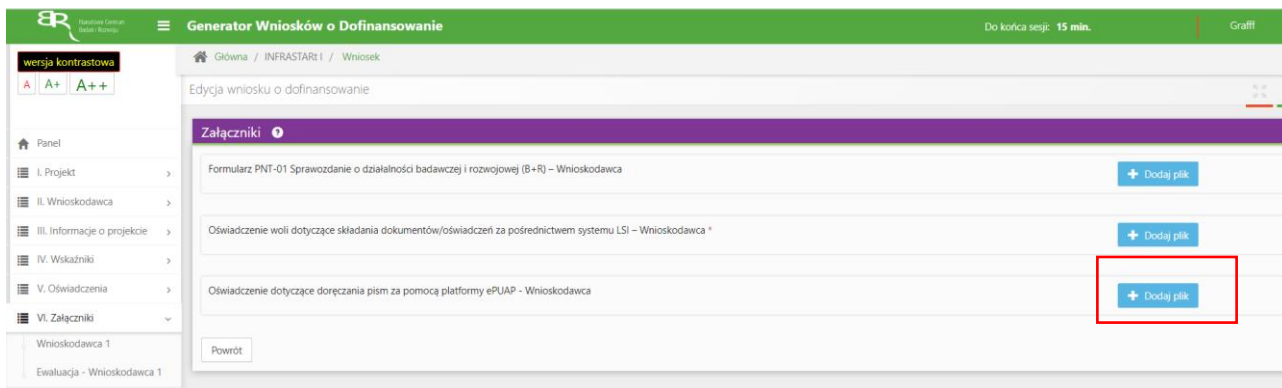 Narodowe Centrum
Badań i Rozwoju
Generator Wniosków o Dofinansowanie
Do końca sesji: 15 min.
Grafff
wersja kontrastowa
A A+ A++
Główna / INFRASTARt I / Wniosek
Edycja wniosku o dofinansowanie
Panel
I. Projekt
II. Wnioskodawca
III. Informacje o projekcie
IV. Wskaźniki
V. Oświadczenia
VI. Załączniki
Wnioskodawca 1
Ewaluacja - Wnioskodawca 1
Załączniki ?
Formularz PNT-01 Sprawozdanie o działalności badawczej i rozwojowej (B+R) – Wnioskodawca
+ Dodaj plik
Oświadczenie woli dotyczące składania dokumentów/oświadczeń za pośrednictwem systemu LSI – Wnioskodawca *
+ Dodaj plik
Oświadczenie dotyczące doręczania pism za pomocą platformy ePUAP - Wnioskodawca
+ Dodaj plik
Powrót